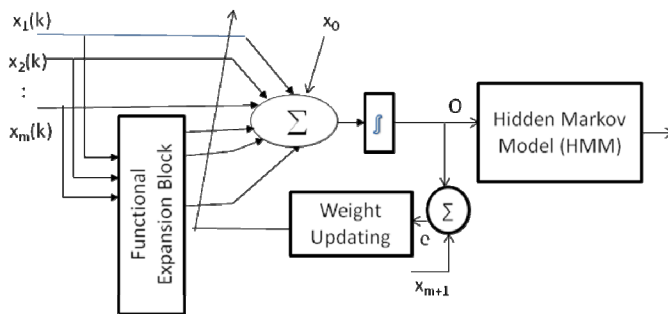 x1(k)
x2(k)
:
xm(k)
x0
Σ
∫
O
Hidden Markov
Model (HMM)
Functional
Expansion Block
Weight
Updating
Σ
e
xm+1